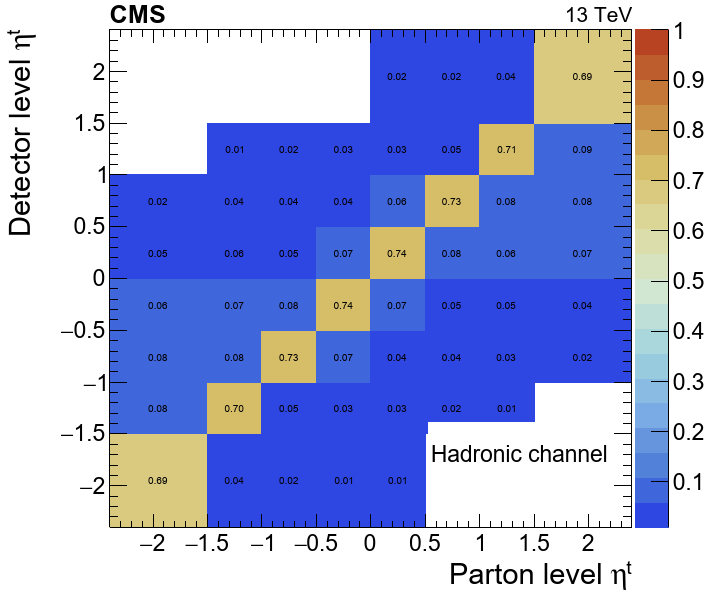 CMS 13 TeV
Detector level ηᵗ
2
1.5
1
0.5
0
−0.5
−1
−1.5
−2
0.02 0.02 0.04 0.69
0.01 0.02 0.03 0.03 0.05 0.71 0.09
0.02 0.04 0.04 0.04 0.06 0.73 0.08 0.08
0.05 0.06 0.05 0.07 0.74 0.08 0.06 0.07
0.06 0.07 0.08 0.74 0.07 0.05 0.05 0.04
0.08 0.08 0.73 0.07 0.04 0.04 0.03 0.02
0.08 0.70 0.05 0.03 0.03 0.02 0.01
Hadronic channel
0.69 0.04 0.02 0.01 0.01
−2 −1.5 −1 −0.5 0 0.5 1 1.5 2
Parton level ηᵗ
1
0.9
0.8
0.7
0.6
0.5
0.4
0.3
0.2
0.1